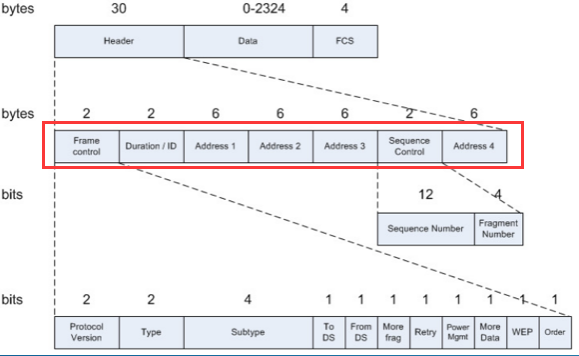 bytes 30 0-2324 4
Header Data FCS
bytes 2 2 6 6 6 2 6
Frame control Duration / ID Address 1 Address 2 Address 3 Sequence Control Address 4
bits 12 4
Sequence Number Fragment Number
bits 2 2 4 1 1 1 1 1 1 1 1
Protocol Version Type Subtype To DS From DS More frag Retry Power Mgmt More Data WEP Order